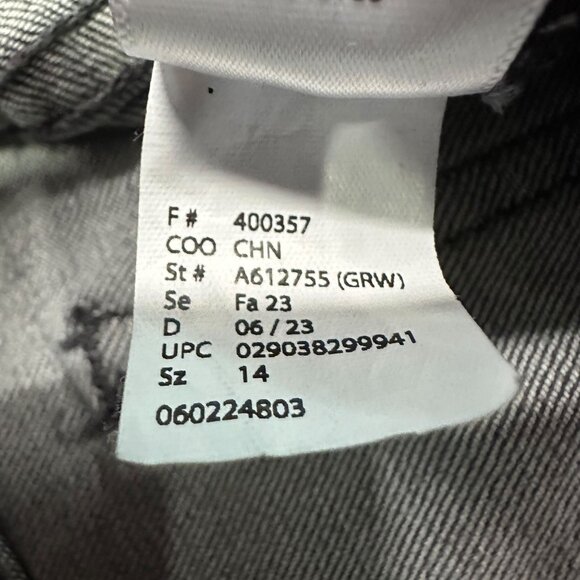 F # 400357
COO CHN
St # A612755 (GRW)
Se Fa 23
D 06 / 23
UPC 029038299941
Sz 14
060224803